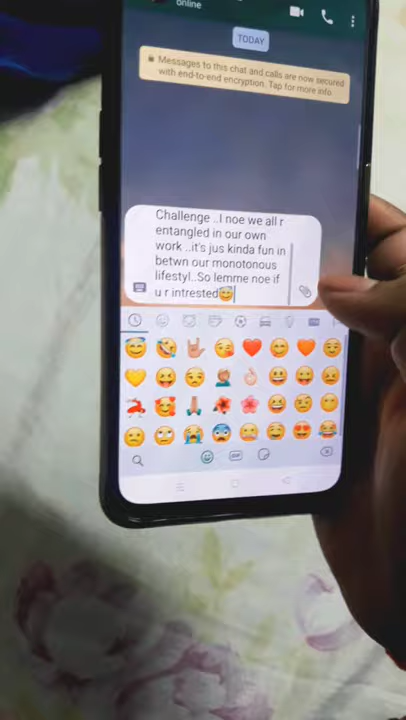 online
TODAY
Messages to this chat and calls are now secured
with end-to-end encryption. Tap for more info.
Challenge ..I noe we all r
entangled in our own
work ..it's jus kinda fun in
betwn our monotonous
lifestyl..So lemme noe if
u r intrested😇
GIF